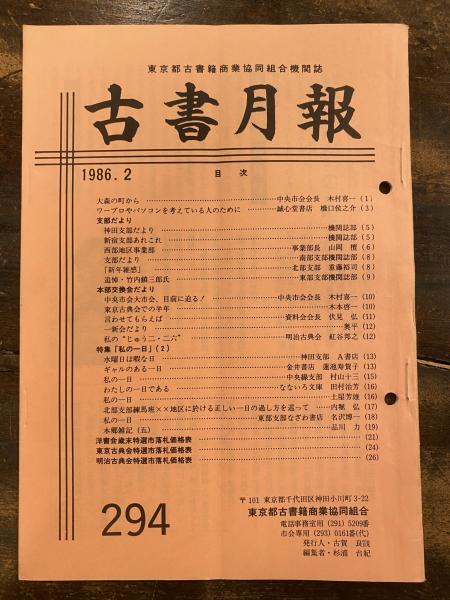 東京都古書籍商業協同組合機関誌
古書月報
1986.2 目次
大森の町から………中央市会会長 木村喜一(1)
ワープロやパソコンを考えている人のために………誠心堂書店 橋口侯之介(3)
支部だより
神田支部だより………機関誌部(5)
新宿支部あれこれ………機関誌部(5)
西部地区事業部………事業部長 山岡 檀(6)
支部だより………南部支部機関誌部(8)
「新年雑感」………北部支部 重藤裕司(8)
追悼・竹内鎮三郎氏………東部支部機関誌部(9)
本部交換会だより
中央市会大市会、目前に迫る!………中央市会会長 木村喜一(10)
東京古典会での半年………木本啓一(10)
言わせてもらえば………資料会会長 伏見 弘(11)
一新会だより………奥平(12)
私の"じゅう二・二六"………明治古典会 紅谷邦之(12)
特集「私の一日」(2)
水曜日は暇な日………神田支部 A書店(13)
ギャルのある一日………金井書店 蓮池寿賀子(13)
私の一日………中央線支部 村山十三(15)
わたしの一日である………なないろ文庫 田村治芳(16)
私の一日………土屋芳雄(16)
北部支部練馬班××地区に於ける正しい一日の過し方を巡って………内堀 弘(17)
私の一日………東部支部なざわ書店 名沢博一(18)
本郷雑記(五)………品川 力(19)
洋書会歳末特選市落札価格表………(21)
東京古典会特選市落札価格表………(24)
明治古典会特選市落札価格表………(26)
294
〒101 東京都千代田区神田小川町3-22
東京都古書籍商業協同組合
電話事務室用(291)5209番
市会専用(293)0161番(代)
発行人・古賀 良詮
編集者・杉浦 台紀